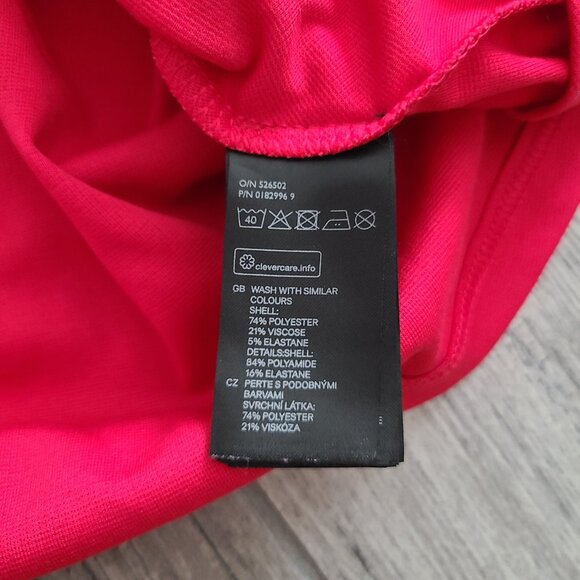 O/N 526502
P/N 0182996 9
40
clevercare.info
GB WASH WITH SIMILAR
COLOURS
SHELL:
74% POLYESTER
21% VISCOSE
5% ELASTANE
DETAILS:SHELL:
84% POLYAMIDE
16% ELASTANE
CZ PERTE S PODOBNÝMI
BARVAMI
SVRCHNÍ LÁTKA:
74% POLYESTER
21% VISKÓZA